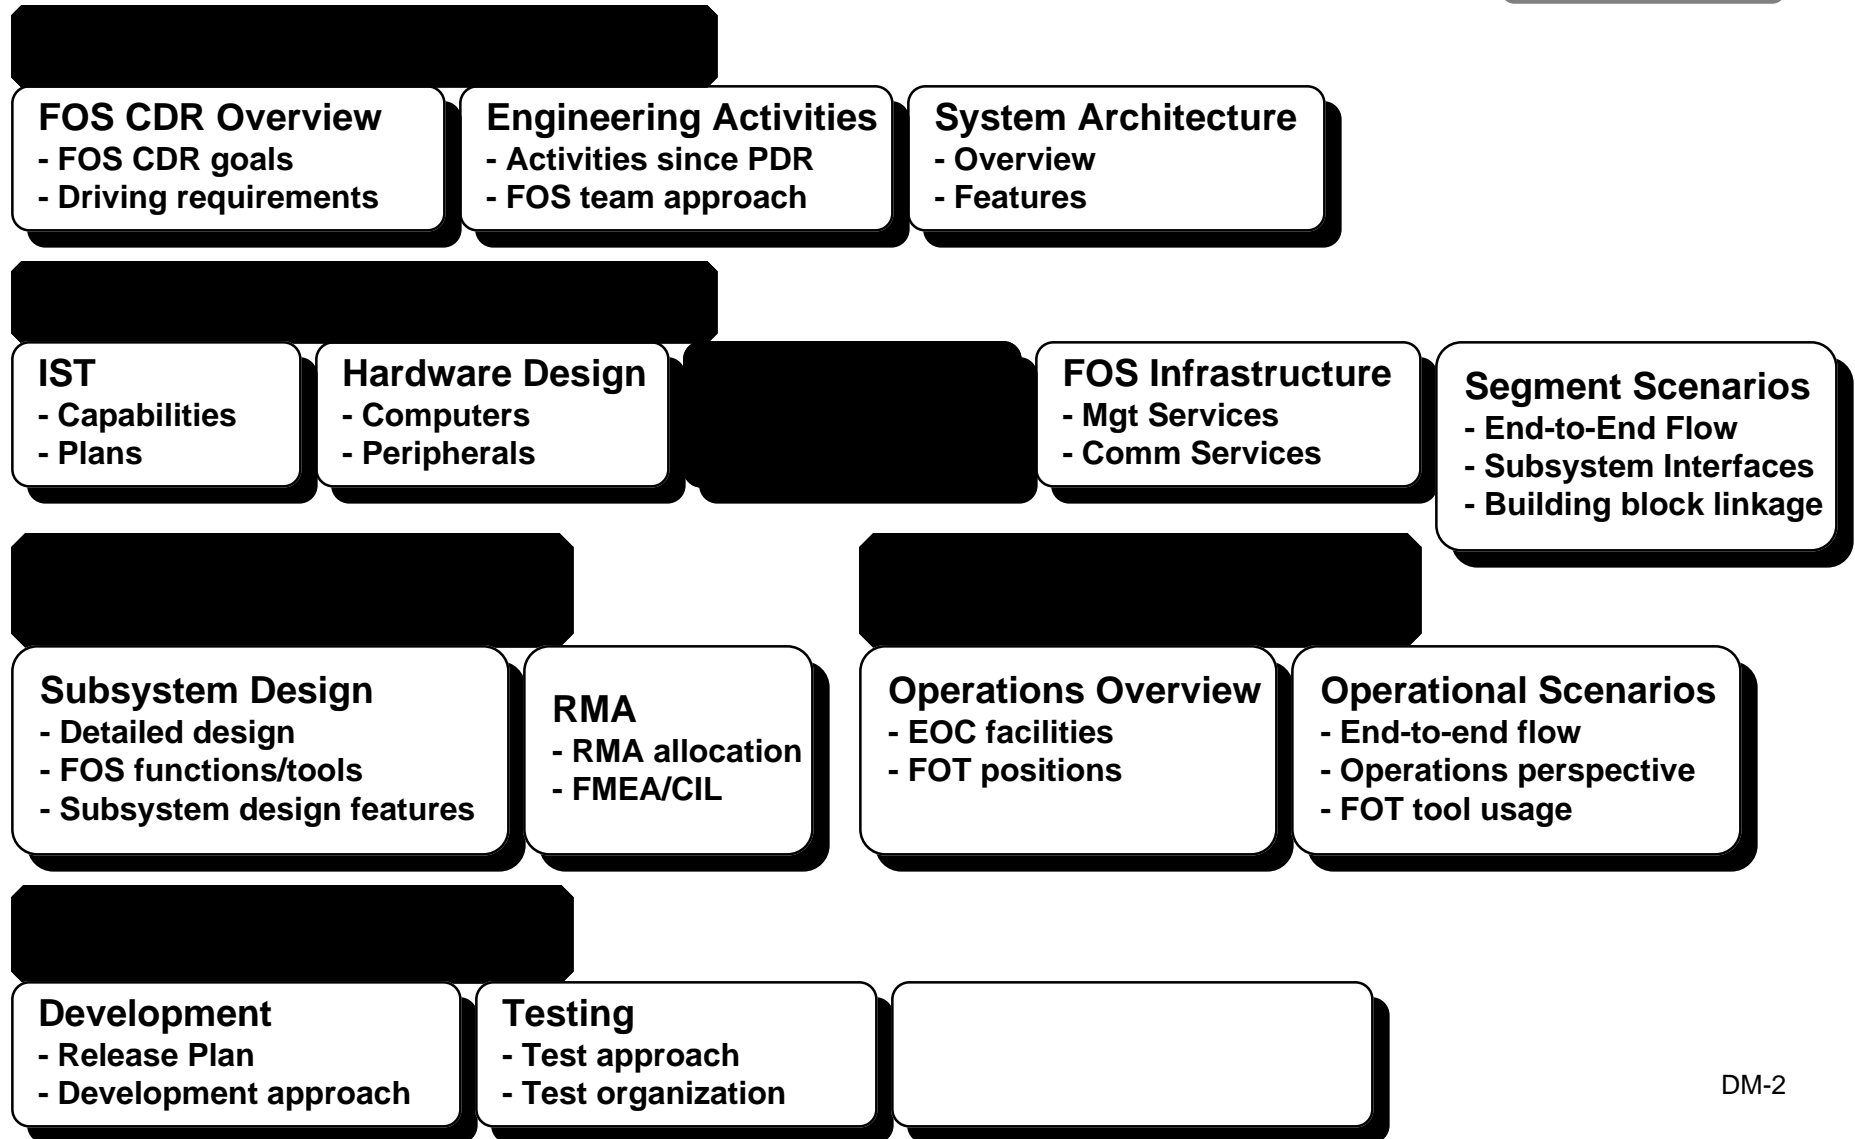 FOS CDR Overview
- FOS CDR goals
- Driving requirements
Engineering Activities
- Activities since PDR
- FOS team approach
System Architecture
- Overview
- Features
IST
- Capabilities
- Plans
Hardware Design
- Computers
- Peripherals
FOS Infrastructure
- Mgt Services
- Comm Services
Segment Scenarios
- End-to-End Flow
- Subsystem Interfaces
- Building block linkage
Subsystem Design
- Detailed design
- FOS functions/tools
- Subsystem design features
RMA
- RMA allocation
- FMEA/CIL
Operations Overview
- EOC facilities
- FOT positions
Operational Scenarios
- End-to-end flow
- Operations perspective
- FOT tool usage
Development
- Release Plan
- Development approach
Testing
- Test approach
- Test organization
DM-2